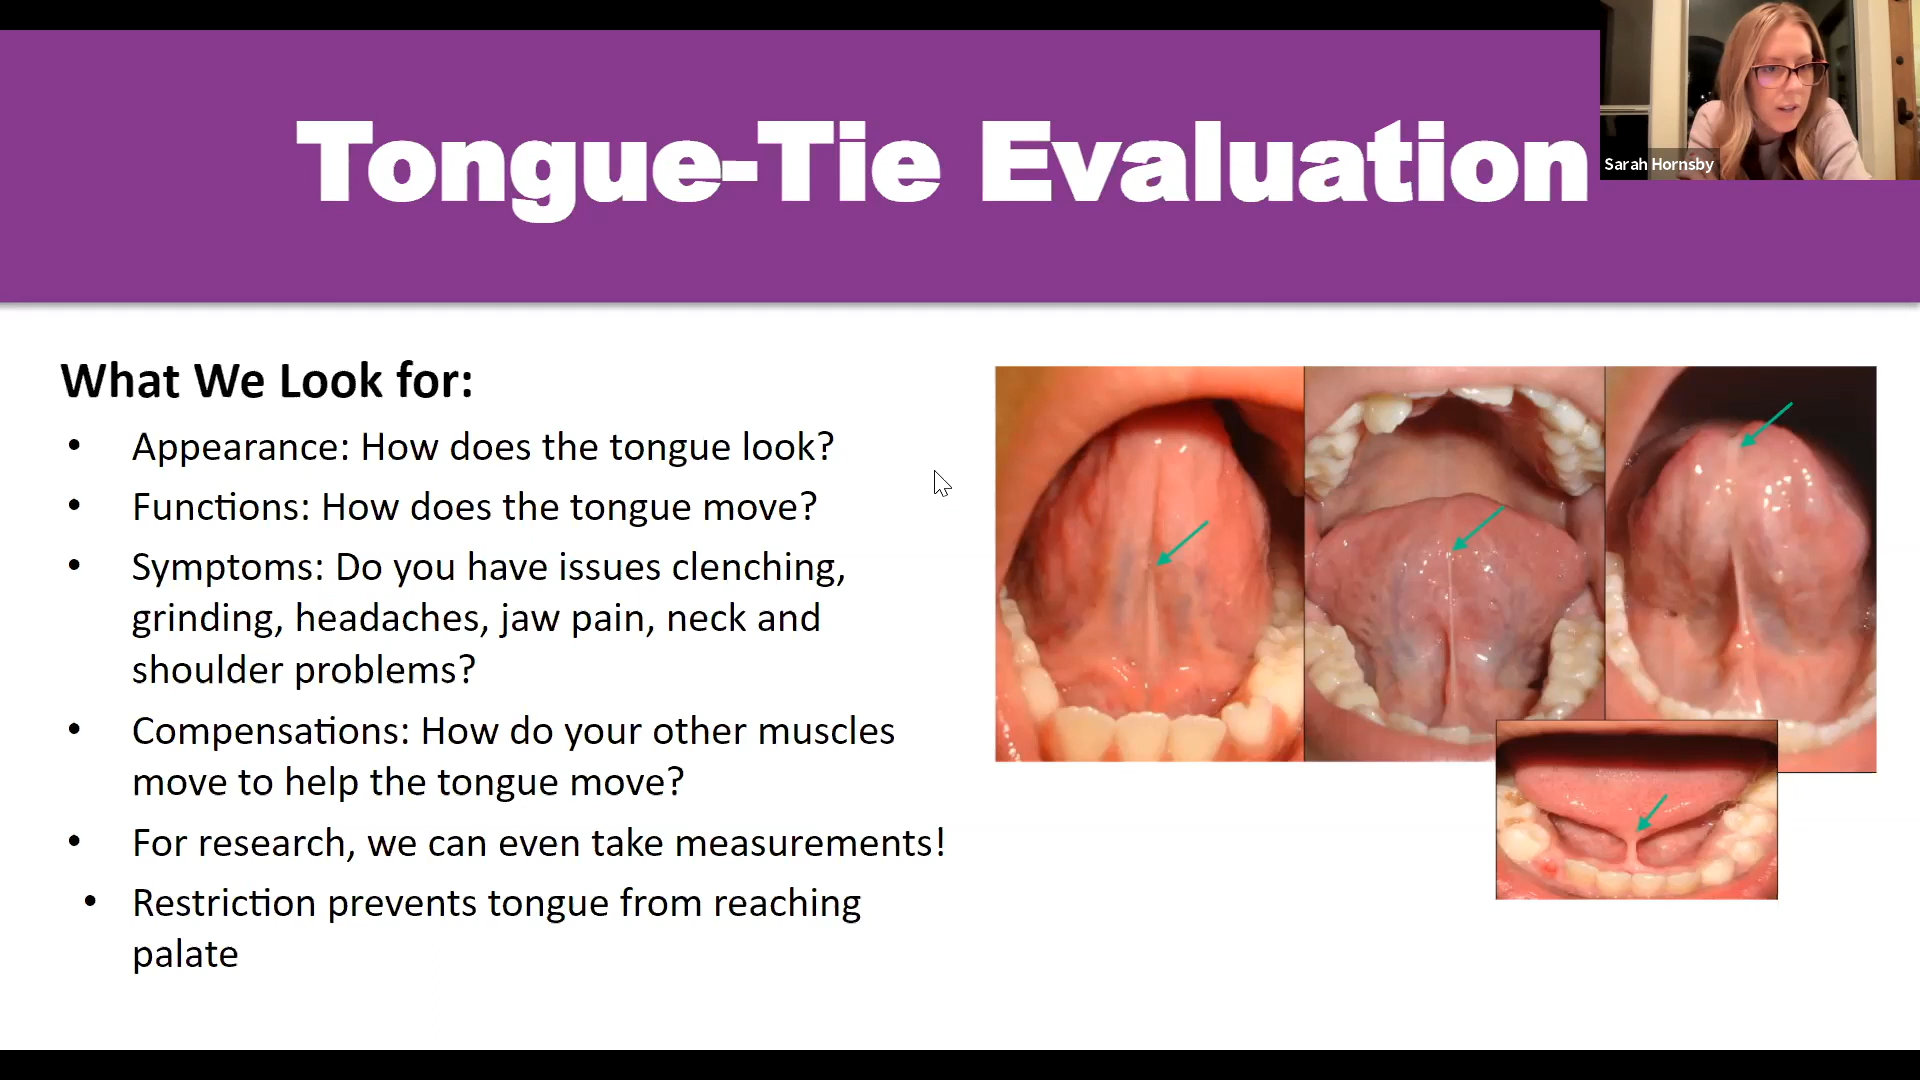 Tongue-Tie Evaluation
Sarah Hornsby
What We Look for:
• Appearance: How does the tongue look?
• Functions: How does the tongue move?
• Symptoms: Do you have issues clenching,
grinding, headaches, jaw pain, neck and
shoulder problems?
• Compensations: How do your other muscles
move to help the tongue move?
• For research, we can even take measurements!
• Restriction prevents tongue from reaching
palate